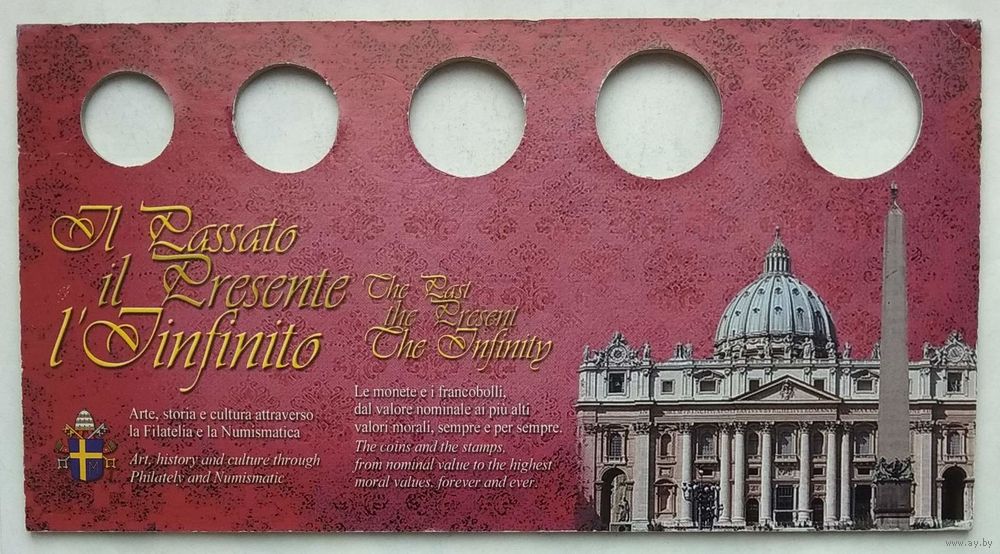 Il Passato
il Presente
l'Iinfinito
The Past
the Present
The Infinity
Arte, storia e cultura attraverso
la Filatelia e la Numismatica
Art, history and culture through
Philately and Numismatic
Le monete e i francobolli,
dal valore nominale ai più alti
valori morali, sempre e per sempre.
The coins and the stamps,
from nominal value to the highest
moral values, forever and ever.
M
www.ay.by